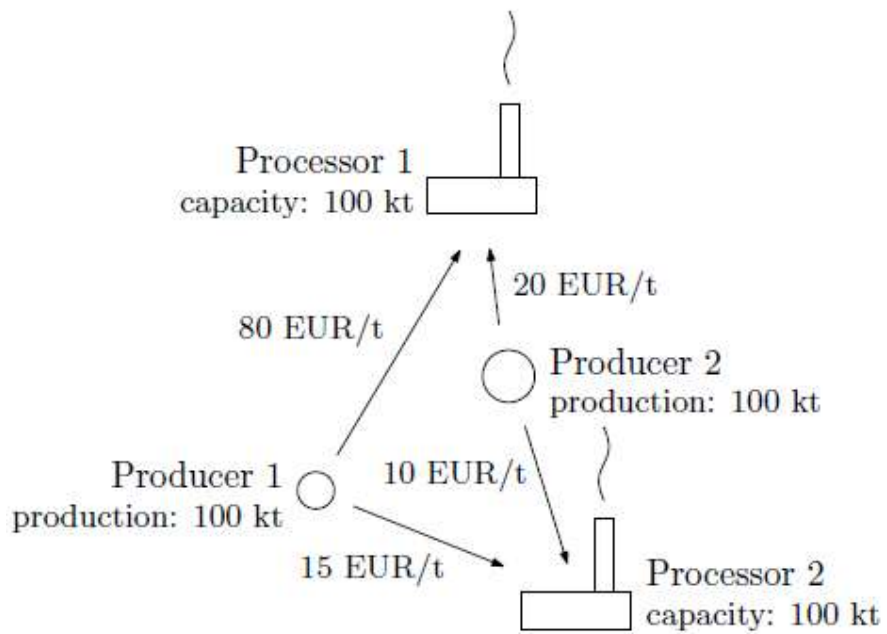 Processor 1
capacity: 100 kt
20 EUR/t
80 EUR/t
Producer 2
production: 100 kt
Producer 1
production: 100 kt
10 EUR/t
15 EUR/t
Processor 2
capacity: 100 kt